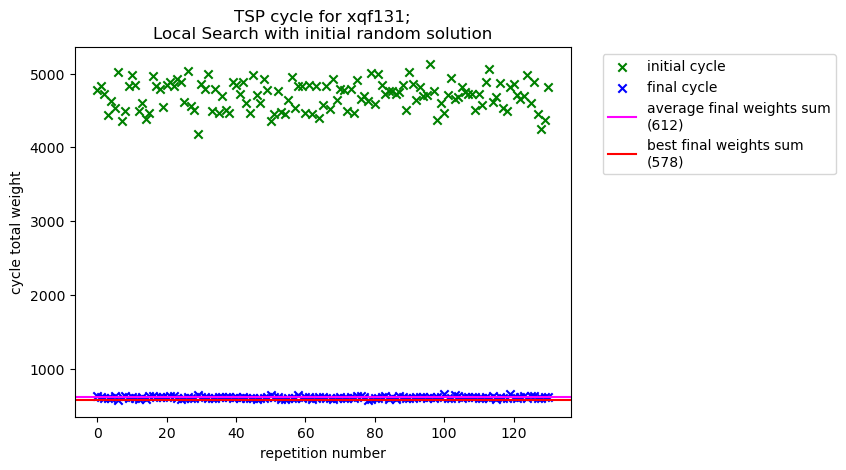 TSP cycle for xqf131;
Local Search with initial random solution
cycle total weight
5000
4000
3000
2000
1000
0
20
40
60
80
100
120
repetition number
initial cycle
final cycle
average final weights sum
(612)
best final weights sum
(578)